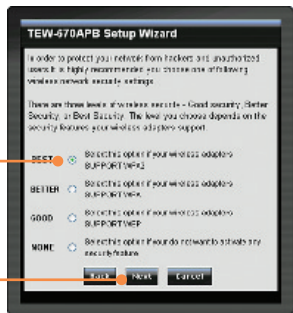 TEW-670APB Setup Wizard
In order to protect your network from hackers and unauthorized
users it is highly recommended you choose one of following
wireless network security settings.
There are three levels of wireless security - Good security, Better
Security, or Best Security. The level you choose depends on the
security features your wireless adapters support.
BEST Select this option if your wireless adapters
SUPPORT WPA2
BETTER Select this option if your wireless adapters
SUPPORT WPA
GOOD Select this option if your wireless adapters
SUPPORT WEP
NONE Select this option if your do not want to activate any
security feature
Back Next Cancel